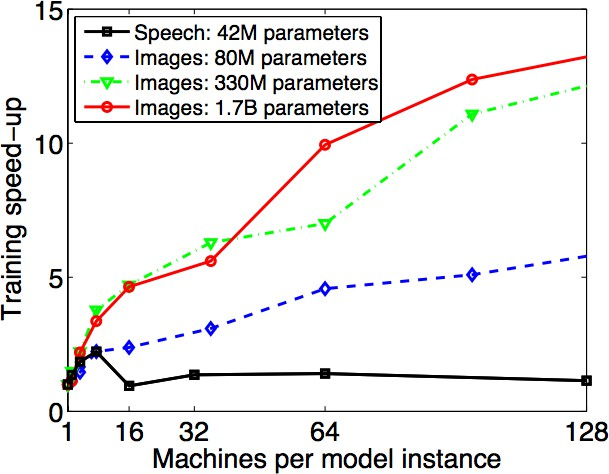 15
Speech: 42M parameters
Images: 80M parameters
Images: 330M parameters
Images: 1.7B parameters
10
Training speed−up
5
0
1 16 32 64 128
Machines per model instance